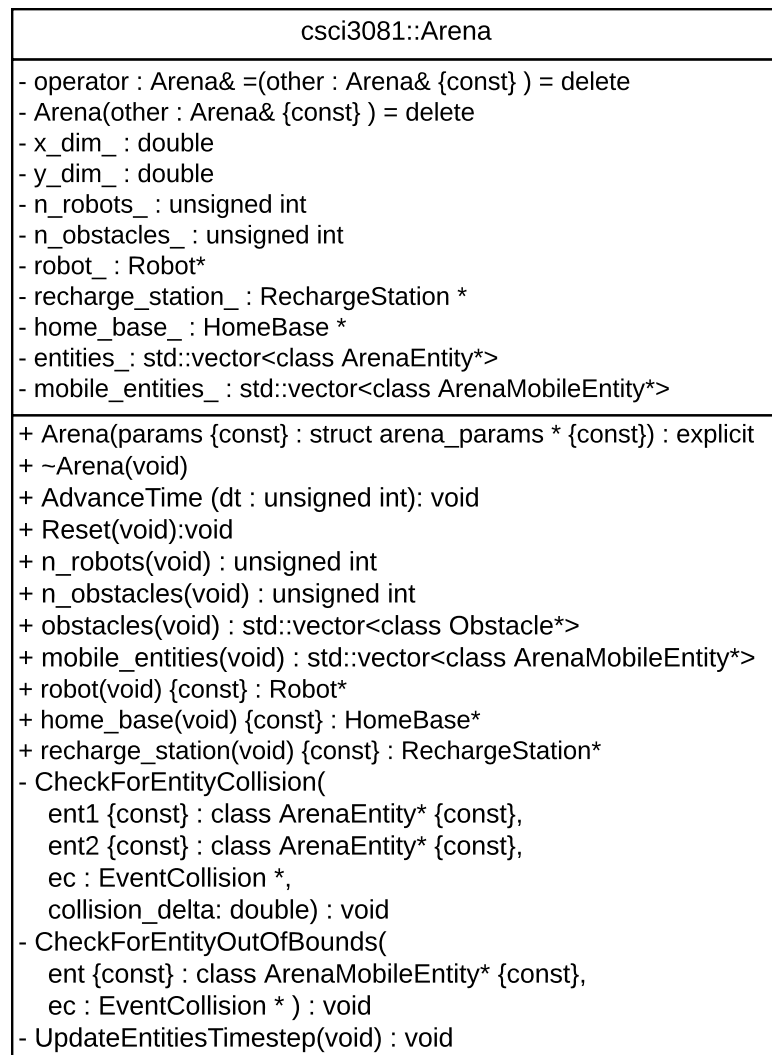 csci3081::Arena
- operator : Arena& =(other : Arena& {const} ) = delete
- Arena(other : Arena& {const} ) = delete
- x_dim_ : double
- y_dim_ : double
- n_robots_ : unsigned int
- n_obstacles_ : unsigned int
- robot_ : Robot*
- recharge_station_ : RechargeStation *
- home_base_ : HomeBase *
- entities_: std::vector<class ArenaEntity*>
- mobile_entities_ : std::vector<class ArenaMobileEntity*>
+ Arena(params {const} : struct arena_params * {const}) : explicit
+ ~Arena(void)
+ AdvanceTime (dt : unsigned int): void
+ Reset(void):void
+ n_robots(void) : unsigned int
+ n_obstacles(void) : unsigned int
+ obstacles(void) : std::vector<class Obstacle*>
+ mobile_entities(void) : std::vector<class ArenaMobileEntity*>
+ robot(void) {const} : Robot*
+ home_base(void) {const} : HomeBase*
+ recharge_station(void) {const} : RechargeStation*
- CheckForEntityCollision(
ent1 {const} : class ArenaEntity* {const},
ent2 {const} : class ArenaEntity* {const},
ec : EventCollision *,
collision_delta: double) : void
- CheckForEntityOutOfBounds(
ent {const} : class ArenaMobileEntity* {const},
ec : EventCollision * ) : void
- UpdateEntitiesTimestep(void) : void